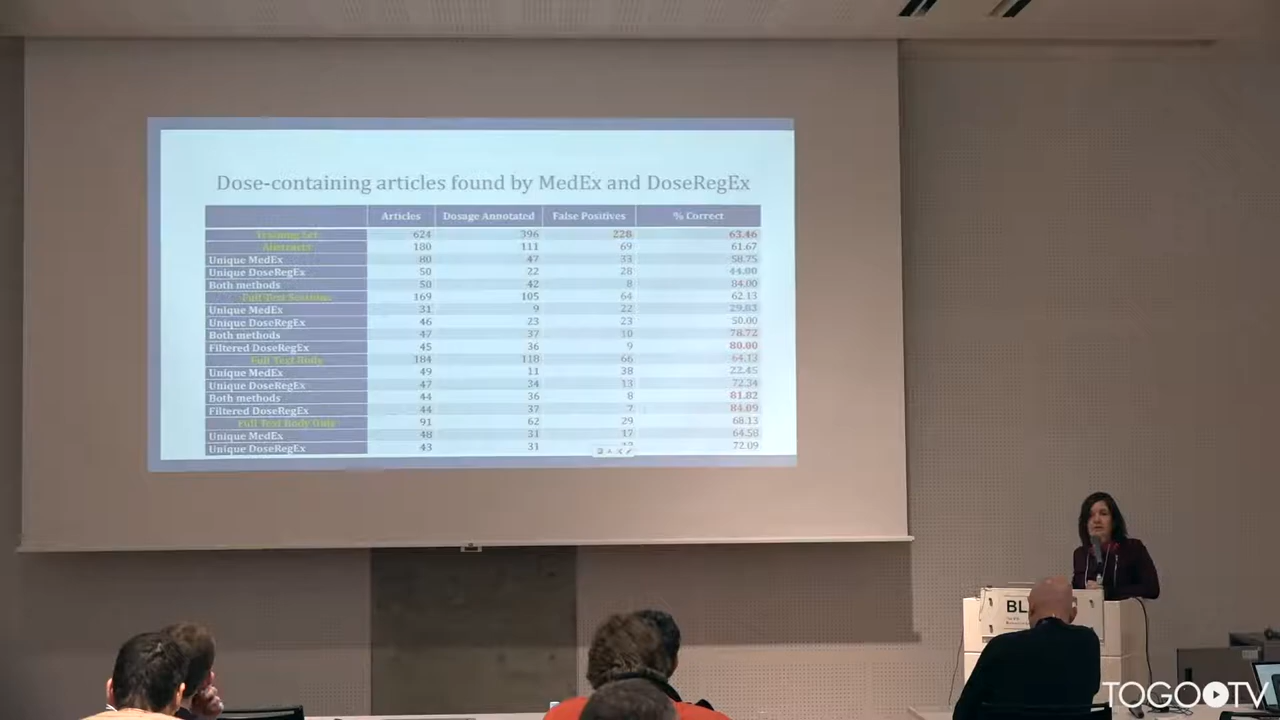 Dose-containing articles found by MedEx and DoseRegEx
Articles Dosage Annotated False Positives % Correct
Training Set 624 396 228 63.46
Abstracts 180 111 69 61.67
Unique MedEx 80 47 33 58.75
Unique DoseRegEx 50 22 28 44.00
Both methods 50 42 8 84.00
Full Text 169 105 64 62.13
Unique MedEx 31 9 22 29.03
Unique DoseRegEx 46 23 23 50.00
Both methods 47 37 10 78.72
Filtered DoseRegEx 45 36 9 80.00
Full Text Body 184 118 66 64.13
Unique MedEx 49 11 38 22.45
Unique DoseRegEx 47 34 13 72.34
Both methods 44 36 8 81.82
Filtered DoseRegEx 44 37 7 84.09
Full Text Body Only 91 62 29 68.13
Unique MedEx 48 31 17 64.58
Unique DoseRegEx 43 31 72.09
BL
TOGOTV